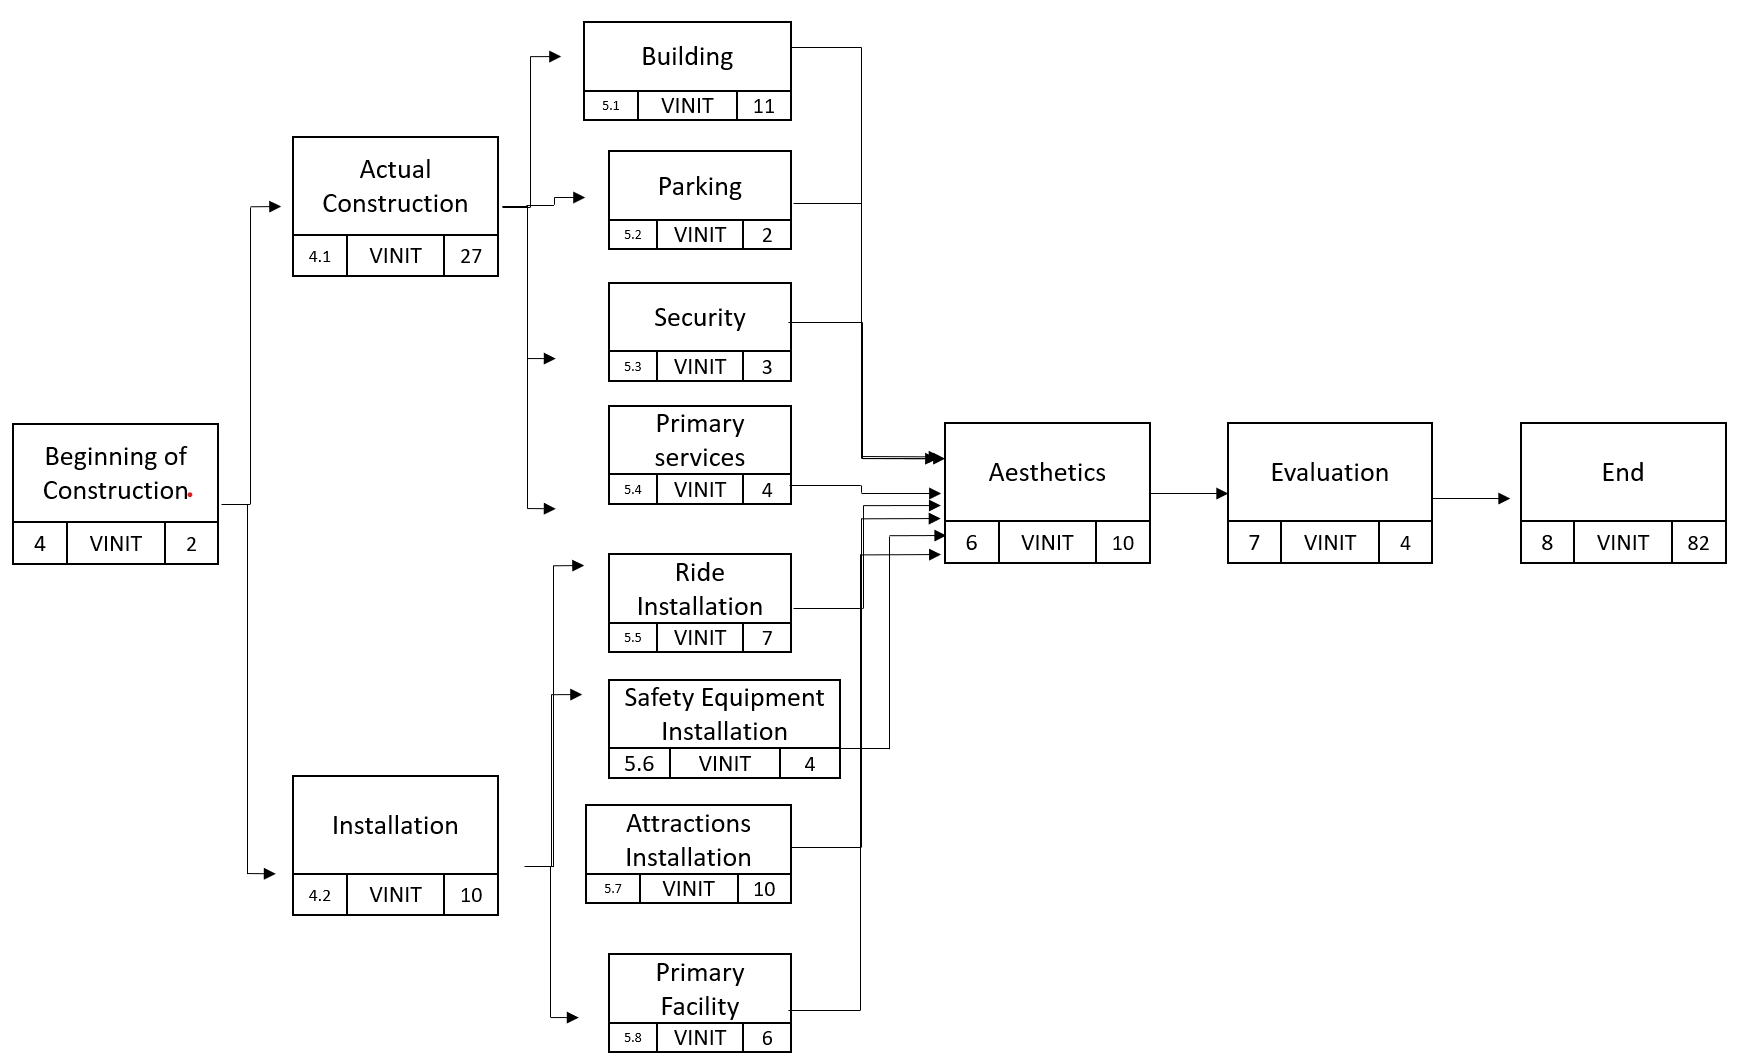 Building
5.1 VINIT 11
Actual
Construction
4.1 VINIT 27
Parking
5.2 VINIT 2
Security
5.3 VINIT 3
Primary
services
5.4 VINIT 4
Beginning of
Construction.
4 VINIT 2
Aesthetics
6 VINIT 10
Evaluation
7 VINIT 4
End
8 VINIT 82
Ride
Installation
5.5 VINIT 7
Safety Equipment
Installation
5.6 VINIT 4
Installation
4.2 VINIT 10
Attractions
Installation
5.7 VINIT 10
Primary
Facility
5.8 VINIT 6